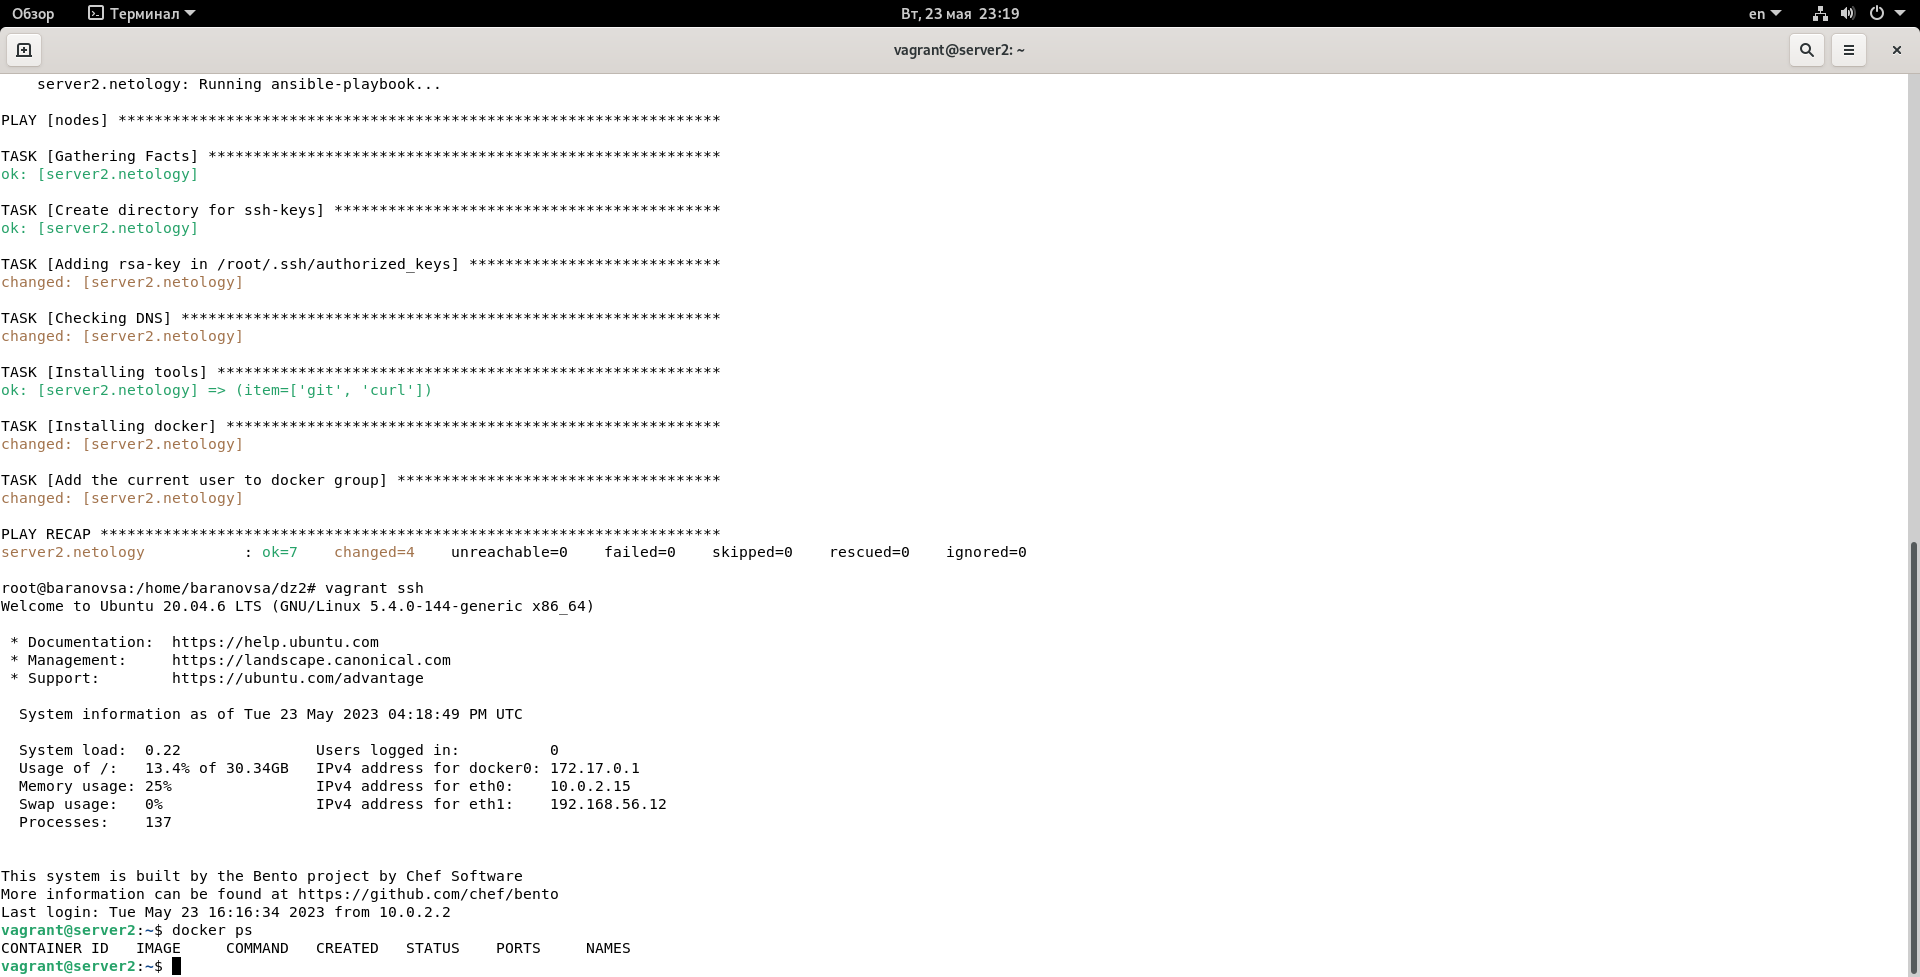 Обзор Терминал Вт, 23 мая 23:19 en
vagrant@server2: ~
    server2.netology: Running ansible-playbook...

PLAY [nodes] *******************************************************************

TASK [Gathering Facts] *********************************************************
ok: [server2.netology]

TASK [Create directory for ssh-keys] *******************************************
ok: [server2.netology]

TASK [Adding rsa-key in /root/.ssh/authorized_keys] ****************************
changed: [server2.netology]

TASK [Checking DNS] ************************************************************
changed: [server2.netology]

TASK [Installing tools] ********************************************************
ok: [server2.netology] => (item=['git', 'curl'])

TASK [Installing docker] *******************************************************
changed: [server2.netology]

TASK [Add the current user to docker group] ************************************
changed: [server2.netology]

PLAY RECAP *********************************************************************
server2.netology           : ok=7    changed=4    unreachable=0    failed=0    skipped=0    rescued=0    ignored=0

root@baranovsa:/home/baranovsa/dz2# vagrant ssh
Welcome to Ubuntu 20.04.6 LTS (GNU/Linux 5.4.0-144-generic x86_64)

 * Documentation:  https://help.ubuntu.com
 * Management:     https://landscape.canonical.com
 * Support:        https://ubuntu.com/advantage

  System information as of Tue 23 May 2023 04:18:49 PM UTC

  System load:  0.22               Users logged in:          0
  Usage of /:   13.4% of 30.34GB   IPv4 address for docker0: 172.17.0.1
  Memory usage: 25%                IPv4 address for eth0:    10.0.2.15
  Swap usage:   0%                 IPv4 address for eth1:    192.168.56.12
  Processes:    137


This system is built by the Bento project by Chef Software
More information can be found at https://github.com/chef/bento
Last login: Tue May 23 16:16:34 2023 from 10.0.2.2
vagrant@server2:~$ docker ps
CONTAINER ID   IMAGE     COMMAND   CREATED   STATUS    PORTS     NAMES
vagrant@server2:~$